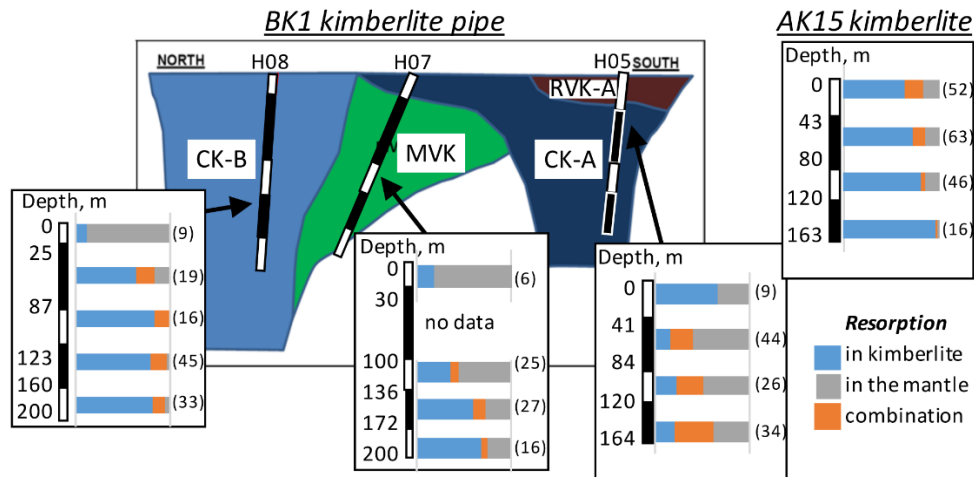 BK1 kimberlite pipe
AK15 kimberlite
NORTH
H08
H07
H05
SOUTH
RVK-A
CK-B
MVK
CK-A
Depth, m
0
43
80
120
163
(52)
(63)
(46)
(16)
Depth, m
0
25
87
123
160
200
(9)
(19)
(16)
(45)
(33)
Depth, m
0
30
no data
100
136
172
200
(6)
(25)
(27)
(16)
Depth, m
0
41
84
120
164
(9)
(44)
(26)
(34)
Resorption
in kimberlite
in the mantle
combination